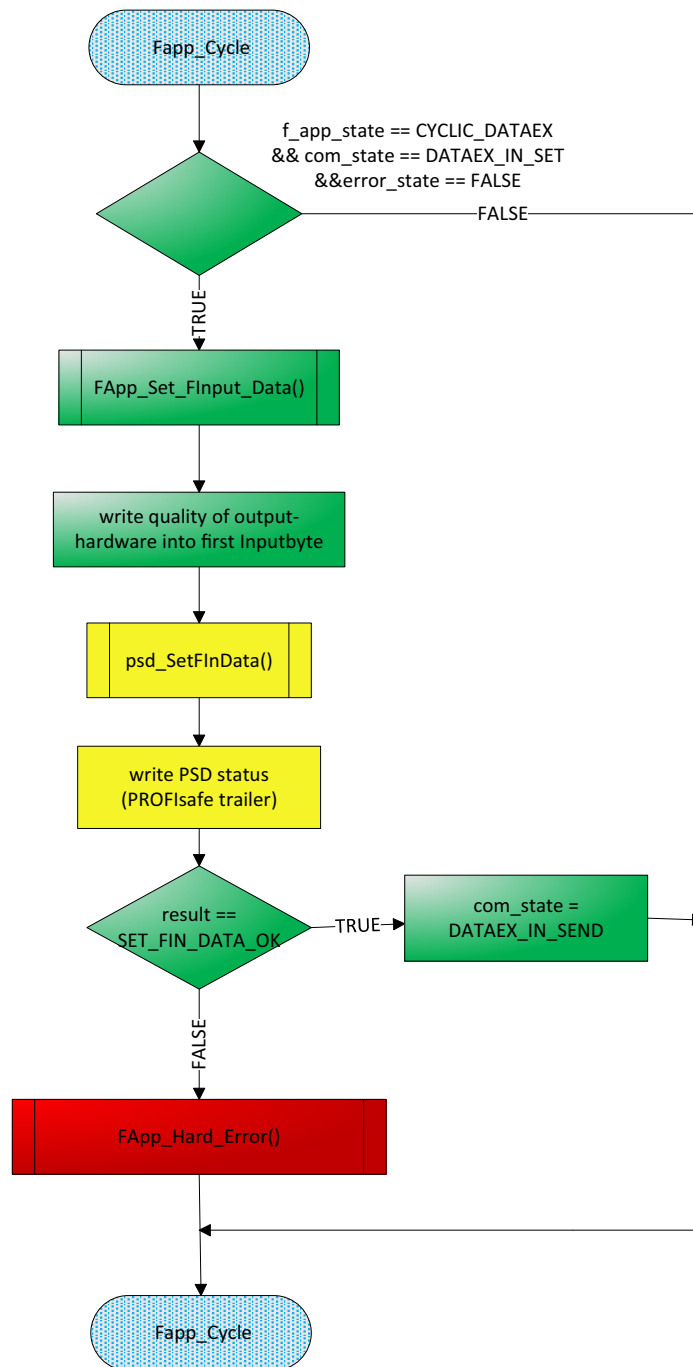 Fapp_Cycle
f_app_state == CYCLIC_DATAEX
&& com_state == DATAEX_IN_SET
&&error_state == FALSE
FALSE
TRUE
FApp_Set_FInput_Data()
write quality of output-
hardware into first Inputbyte
psd_SetFInData()
write PSD status
(PROFIsafe trailer)
result ==
SET_FIN_DATA_OK
TRUE
com_state =
DATAEX_IN_SEND
FALSE
FApp_Hard_Error()
Fapp_Cycle